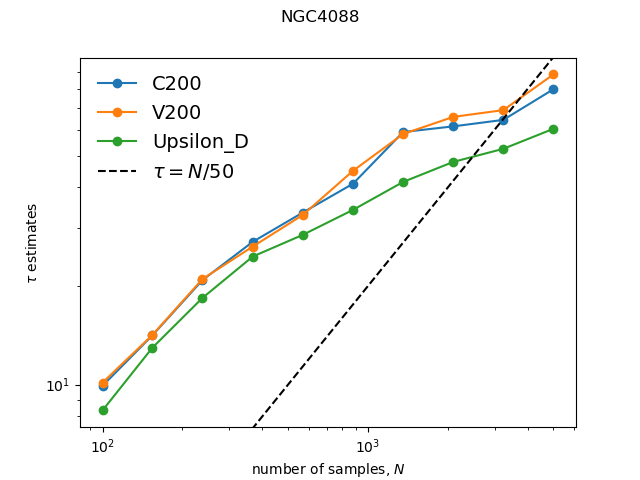 NGC4088
C200
V200
Upsilon_D
τ = N/50
τ estimates
10¹
10² 10³
number of samples, N